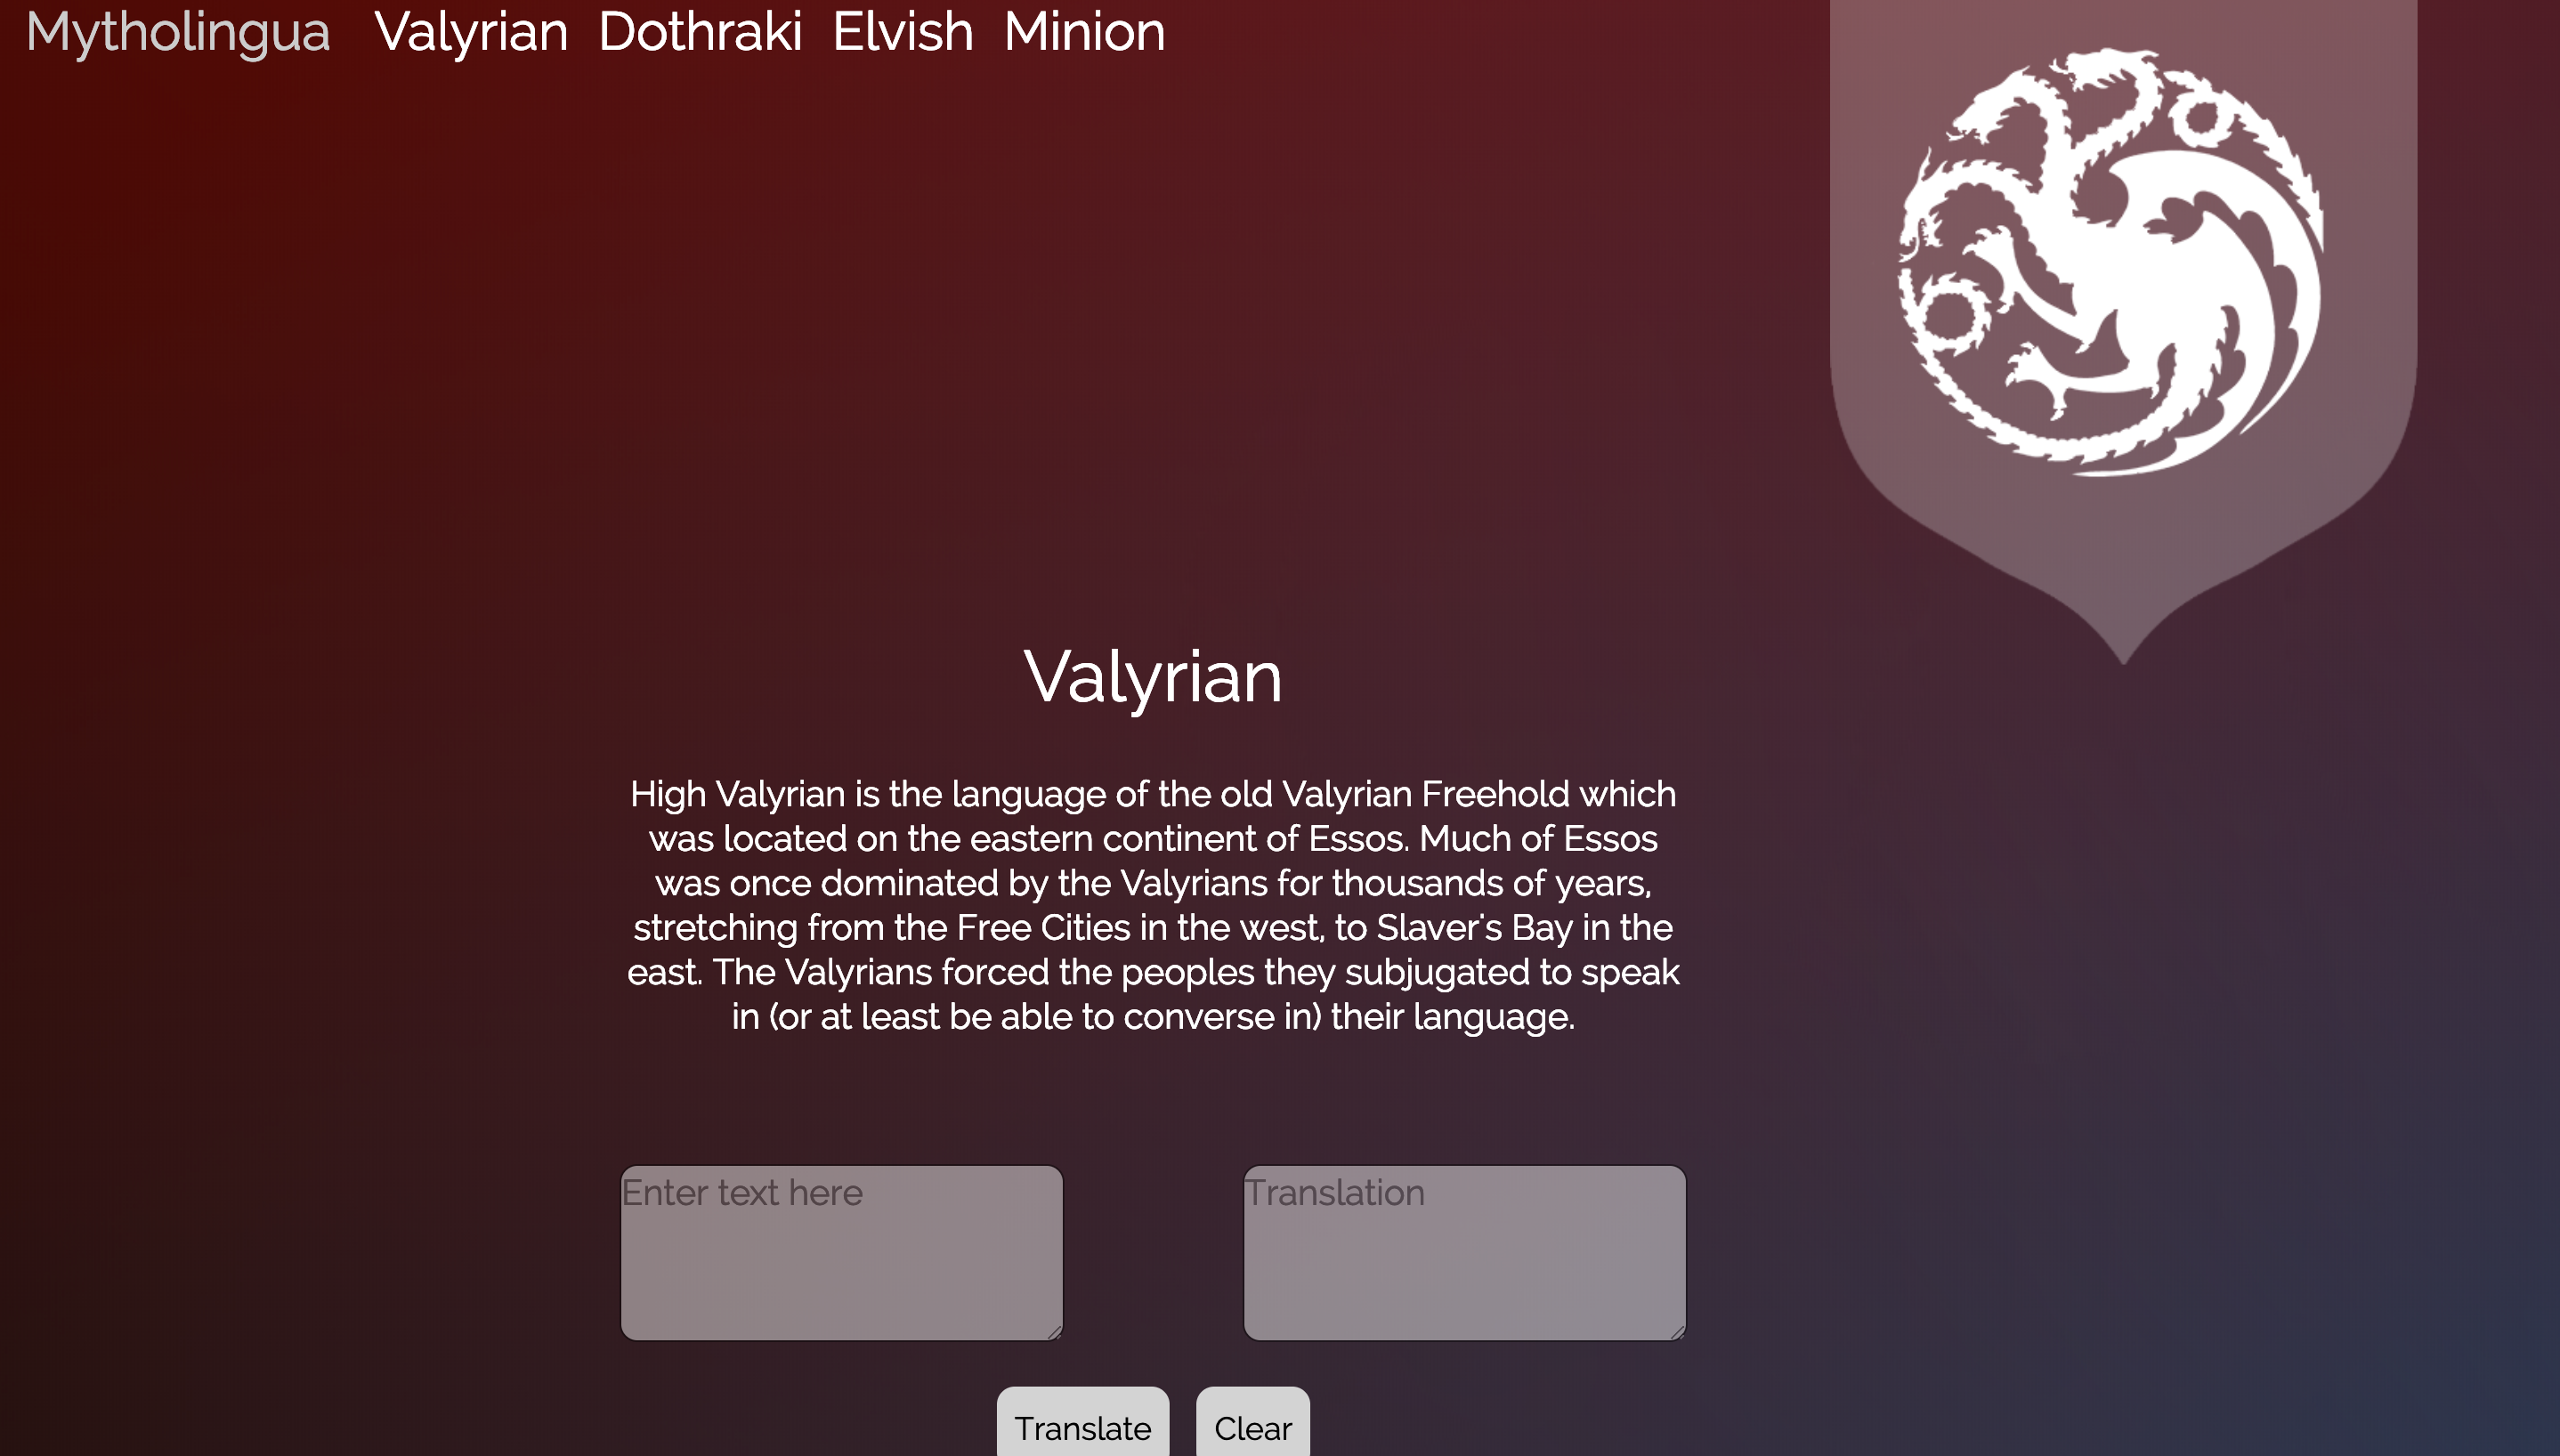 Mytholingua Valyrian Dothraki Elvish Minion
Valyrian
High Valyrian is the language of the old Valyrian Freehold which
was located on the eastern continent of Essos. Much of Essos
was once dominated by the Valyrians for thousands of years,
stretching from the Free Cities in the west, to Slaver's Bay in the
east. The Valyrians forced the peoples they subjugated to speak
in (or at least be able to converse in) their language.
Enter text here
Translation
Translate Clear